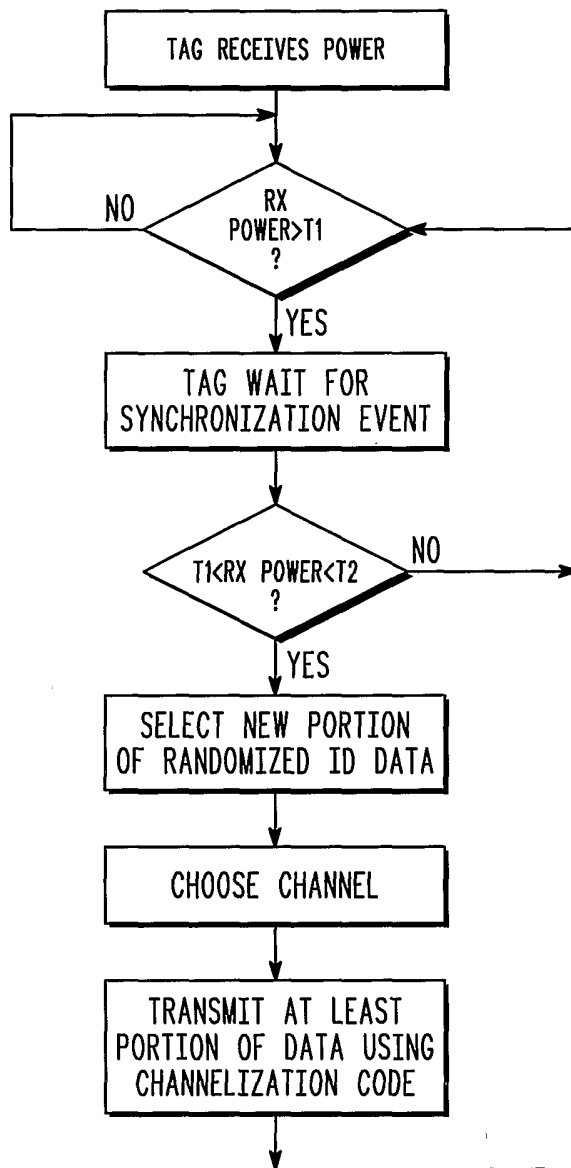 TAG RECEIVES POWER
RX
POWER>T1
?
NO
YES
TAG WAIT FOR
SYNCHRONIZATION EVENT
T1<RX POWER<T2
?
NO
YES
SELECT NEW PORTION
OF RANDOMIZED ID DATA
CHOOSE CHANNEL
TRANSMIT AT LEAST
PORTION OF DATA USING
CHANNELIZATION CODE